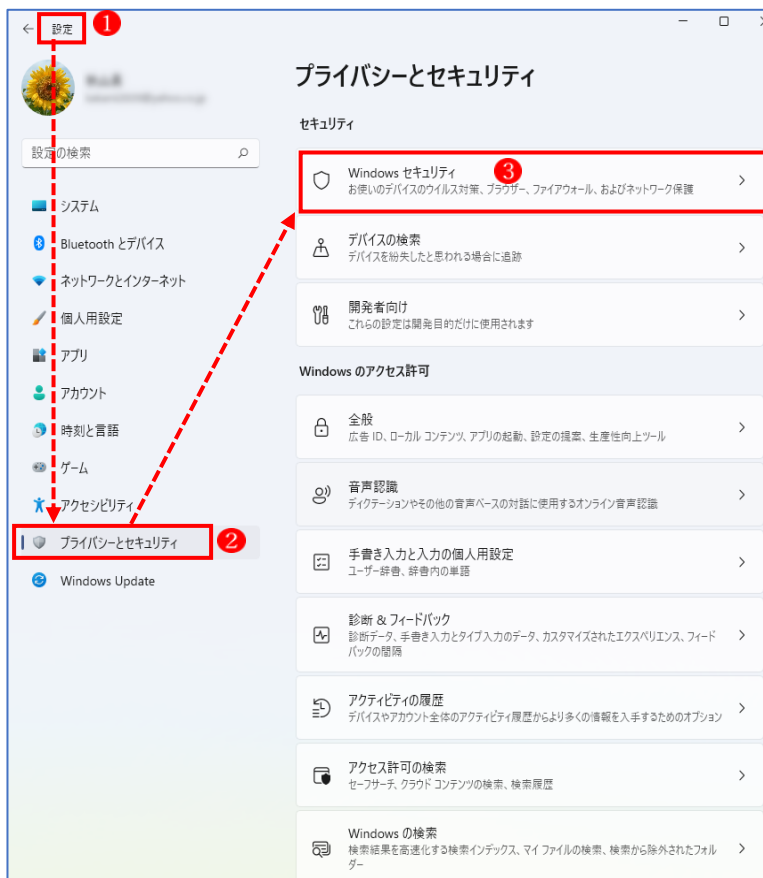 設定
1
プライバシーとセキュリティ
セキュリティ
設定の検索
Windows セキュリティ
3
お使いのデバイスのウイルス対策、ブラウザー、ファイアウォール、およびネットワーク保護
システム
Bluetooth とデバイス
ネットワークとインターネット
個人用設定
アプリ
アカウント
時刻と言語
ゲーム
アクセシビリティ
プライバシーとセキュリティ
2
Windows Update
デバイスの検索
デバイスを紛失したと思われる場合に追跡
開発者向け
これらの設定は開発目的だけに使用されます
Windows のアクセス許可
全般
広告 ID、ローカル コンテンツ、アプリの起動、設定の提案、生産性向上ツール
音声認識
ディクテーションやその他の音声ベースの対話に使用するオンライン音声認識
手書き入力と入力の個人用設定
ユーザー辞書、辞書内の単語
診断 & フィードバック
診断データ、手書き入力とタイプ入力のデータ、カスタマイズされたエクスペリエンス、フィード
バックの間隔
アクティビティの履歴
デバイスやアカウント全体のアクティビティ履歴からより多くの情報を入手するためのオプション
アクセス許可の検索
セーフサーチ、クラウド コンテンツの検索、検索履歴
Windows の検索
検索結果を高速化する検索インデックス、マイ ファイルの検索、検索から除外されたフォル
ダー